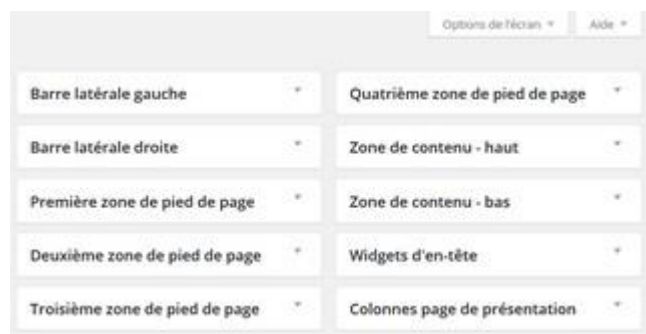 Options de l'écran Aide
Barre latérale gauche
Quatrième zone de pied de page
Barre latérale droite
Zone de contenu - haut
Première zone de pied de page
Zone de contenu - bas
Deuxième zone de pied de page
Widgets d'en-tête
Troisième zone de pied de page
Colonnes page de présentation